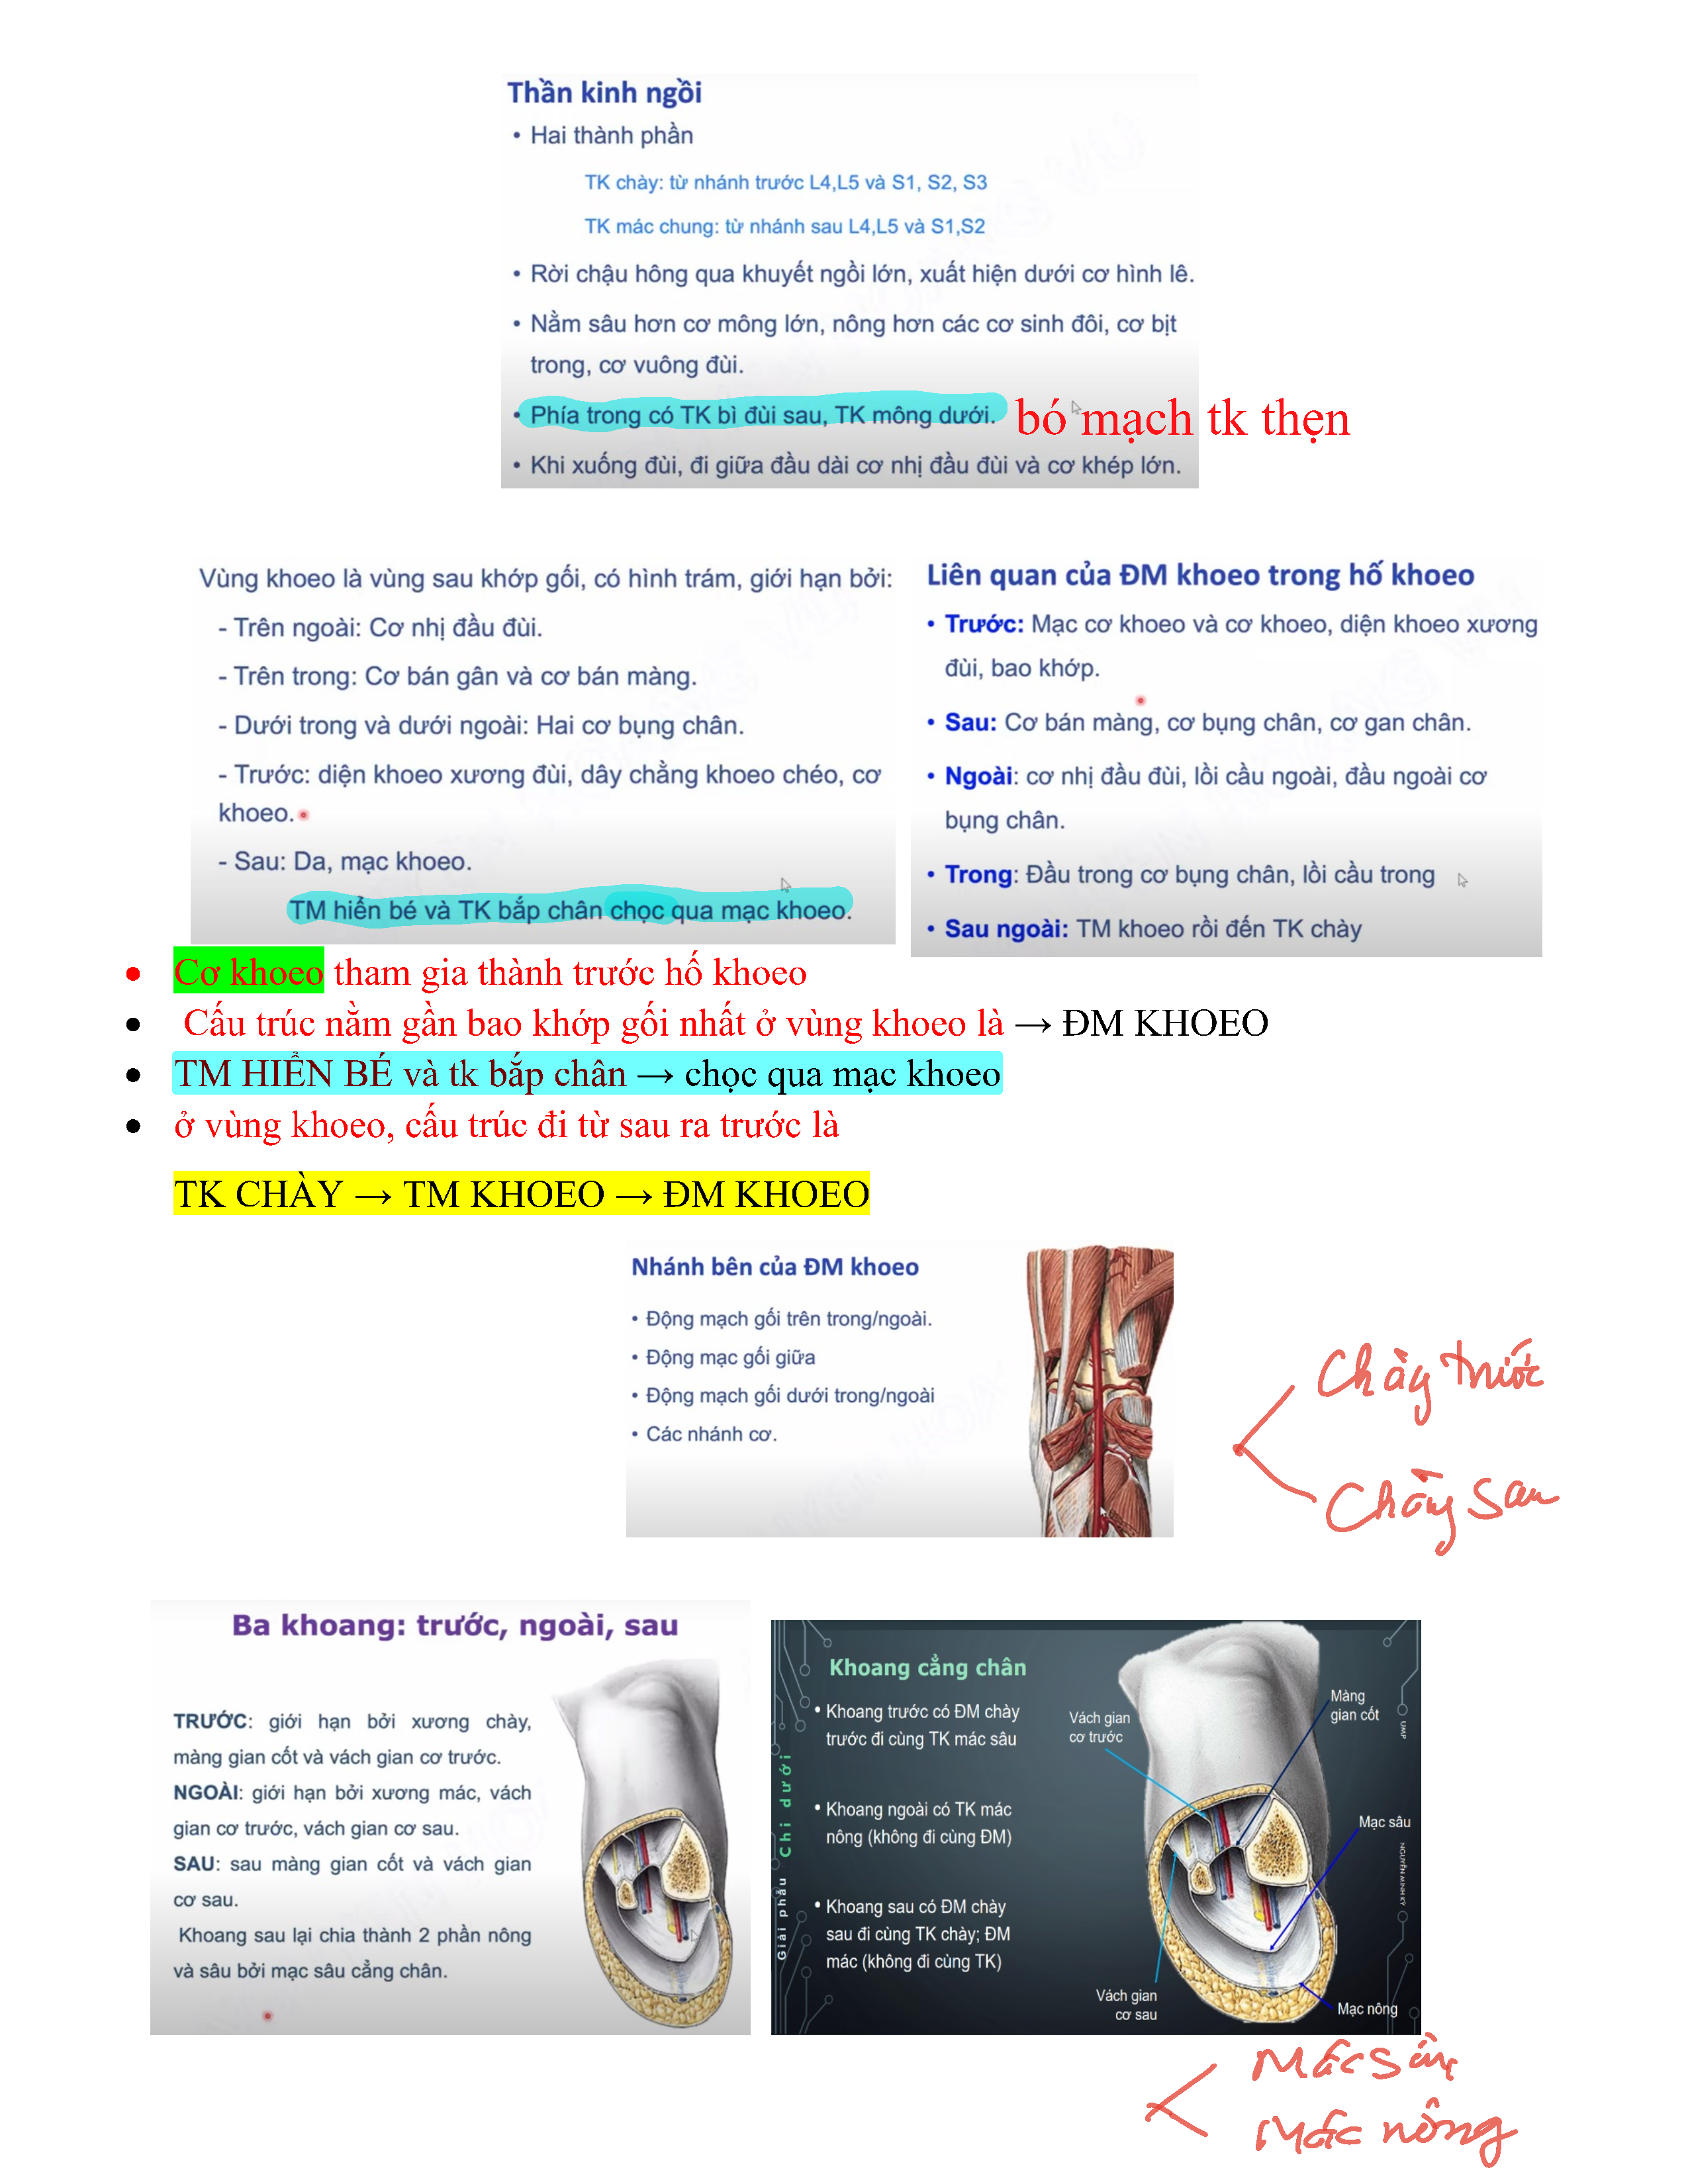 Thần kinh ngồi
• Hai thành phần
TK chày: từ nhánh trước L4,L5 và S1, S2, S3
TK mác chung: từ nhánh sau L4,L5 và S1,S2
• Rời chậu hông qua khuyết ngồi lớn, xuất hiện dưới cơ hình lê.
• Nằm sâu hơn cơ mông lớn, nông hơn các cơ sinh đôi, cơ bịt
trong, cơ vuông đùi.
• Phía trong có TK bì đùi sau, TK mông dưới. bó mạch tk thẹn
• Khi xuống đùi, đi giữa đầu dài cơ nhị đầu đùi và cơ khép lớn.
Vùng khoeo là vùng sau khớp gối, có hình trám, giới hạn bởi:
- Trên ngoài: Cơ nhị đầu đùi.
- Trên trong: Cơ bán gân và cơ bán màng.
- Dưới trong và dưới ngoài: Hai cơ bụng chân.
- Trước: diện khoeo xương đùi, dây chằng khoeo chéo, cơ
khoeo.
- Sau: Da, mạc khoeo.
TM hiển bé và TK bắp chân chọc qua mạc khoeo.
Liên quan của ĐM khoeo trong hố khoeo
• Trước: Mạc cơ khoeo và cơ khoeo, diện khoeo xương
đùi, bao khớp.
• Sau: Cơ bán màng, cơ bụng chân, cơ gan chân.
• Ngoài: cơ nhị đầu đùi, lồi cầu ngoài, đầu ngoài cơ
bụng chân.
• Trong: Đầu trong cơ bụng chân, lồi cầu trong
• Sau ngoài: TM khoeo rồi đến TK chày
• Cơ khoeo tham gia thành trước hố khoeo
• Cấu trúc nằm gần bao khớp gối nhất ở vùng khoeo là → ĐM KHOEO
• TM HIỂN BÉ và tk bắp chân → chọc qua mạc khoeo
• ở vùng khoeo, cấu trúc đi từ sau ra trước là
TK CHÀY → TM KHOEO → ĐM KHOEO
Nhánh bên của ĐM khoeo
• Động mạch gối trên trong/ngoài.
• Động mạc gối giữa
• Động mạch gối dưới trong/ngoài
• Các nhánh cơ.
Chày trước
Chày sau
Ba khoang: trước, ngoài, sau
TRƯỚC: giới hạn bởi xương chày,
màng gian cốt và vách gian cơ trước.
NGOÀI: giới hạn bởi xương mác, vách
gian cơ trước, vách gian cơ sau.
SAU: sau màng gian cốt và vách gian
cơ sau.
Khoang sau lại chia thành 2 phần nông
và sâu bởi mạc sâu cẳng chân.
Giải phẫu Chi dưới
Khoang cẳng chân
• Khoang trước có ĐM chày
trước đi cùng TK mác sâu
• Khoang ngoài có TK mác
nông (không đi cùng ĐM)
• Khoang sau có ĐM chày
sau đi cùng TK chày; ĐM
mác (không đi cùng TK)
Vách gian
cơ trước
Màng
gian cốt
UMP
Mạc sâu
NGUYỄN MINH KỲ
Vách gian
cơ sau
Mạc nông
Mác sâu
Mác nông